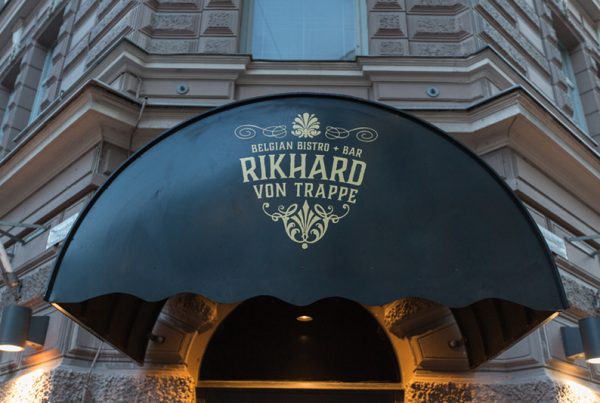 BELGIAN BISTRO + BAR
RIKHARD
VON TRAPPE